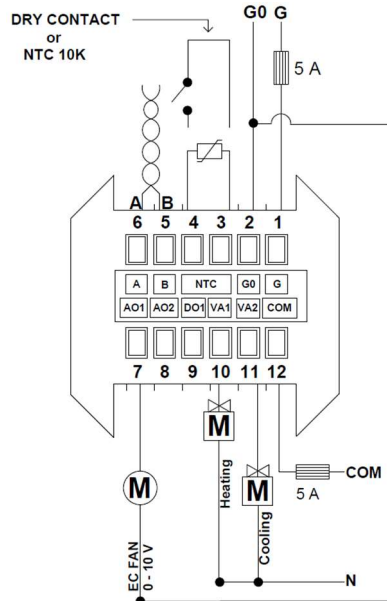 DRY CONTACT
or
NTC 10K
G0 G
5 A
A B
6 5 4 3 2 1
A B NTC G0 G
AO1 AO2 DO1 VA1 VA2 COM
7 8 9 10 11 12
M
M
M
COM
5 A
Heating
Cooling
EC FAN
0 - 10 V
N